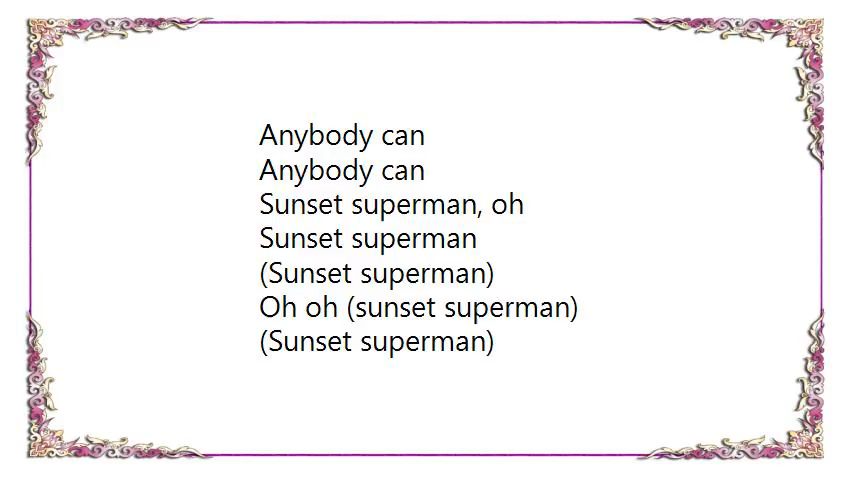 Anybody can
Anybody can
Sunset superman, oh
Sunset superman
(Sunset superman)
Oh oh (sunset superman)
(Sunset superman)